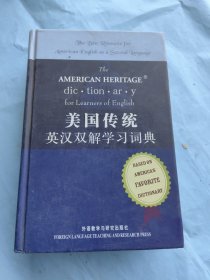 The Best Resource for
American English as a Second Language
The
AMERICAN HERITAGE®
dic·tion·ar·y
for Learners of English
美国传统
英汉双解学习词典
BASED ON
AMERICAN'S
FAVORITE
DICTIONARY
外语教学与研究出版社
FOREIGN LANGUAGE TEACHING AND RESEARCH PRESS